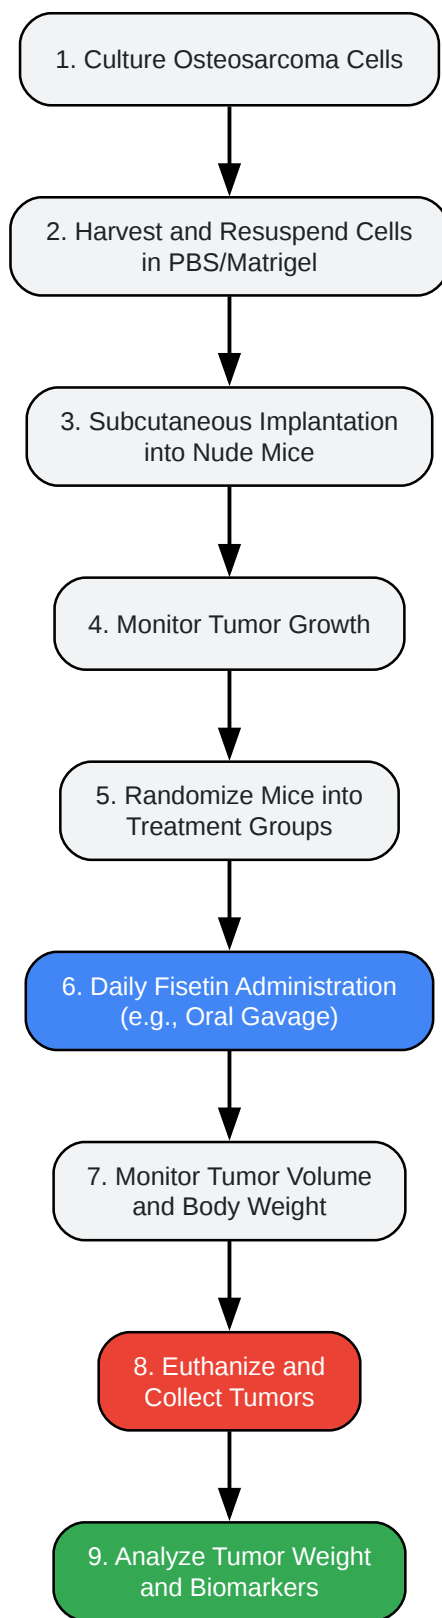 1. Culture Osteosarcoma Cells
2. Harvest and Resuspend Cells
in PBS/Matrigel
3. Subcutaneous Implantation
into Nude Mice
4. Monitor Tumor Growth
5. Randomize Mice into
Treatment Groups
6. Daily Fisetin Administration
(e.g., Oral Gavage)
7. Monitor Tumor Volume
and Body Weight
8. Euthanize and
Collect Tumors
9. Analyze Tumor Weight
and Biomarkers